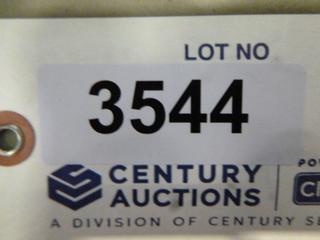 LOT NO
3544
CENTURY
AUCTIONS
A DIVISION OF CENTURY